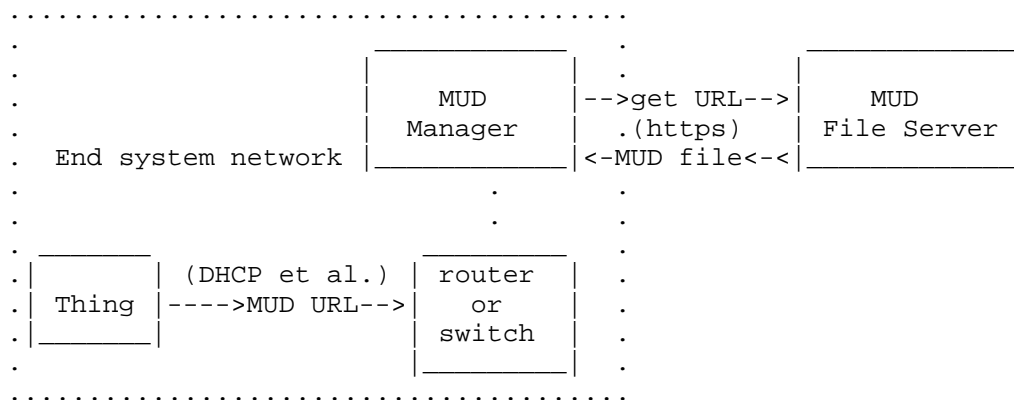 MUD -->get URL--> MUD
Manager (https) File Server
End system network <-MUD file<-<
(DHCP et al.) router
Thing ---->MUD URL--> or
switch